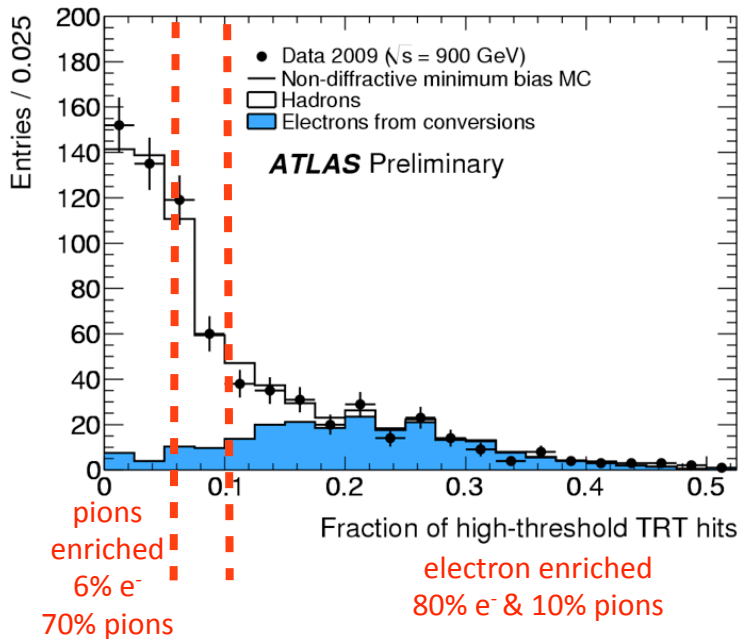 Entries / 0.025
200
180
160
140
120
100
80
60
40
20
0
Data 2009 (√s = 900 GeV)
Non-diffractive minimum bias MC
Hadrons
Electrons from conversions
ATLAS Preliminary
0 0.1 0.2 0.3 0.4 0.5
Fraction of high-threshold TRT hits
pions
enriched
6% e-
70% pions
electron enriched
80% e- & 10% pions